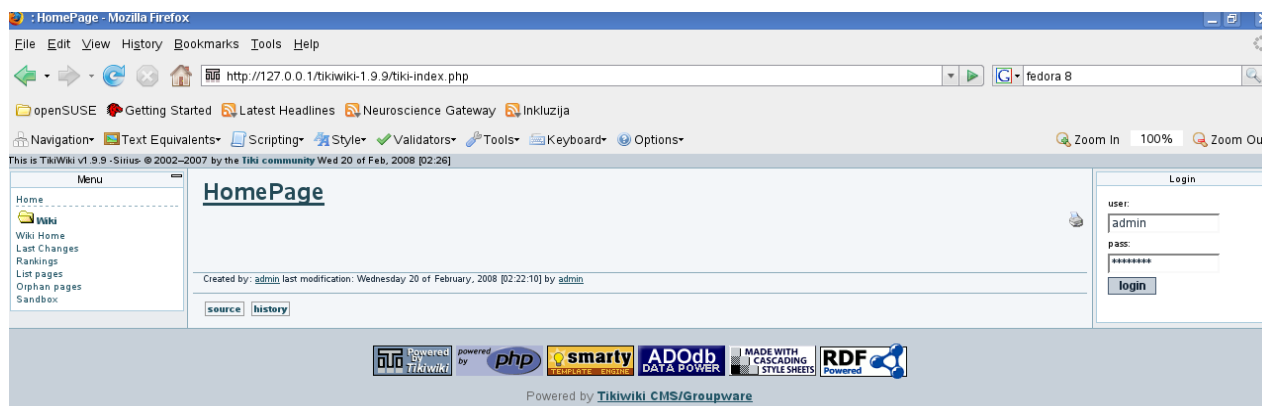 : HomePage - Mozilla Firefox
File Edit View History Bookmarks Tools Help
http://127.0.0.1/tikiwiki-1.9.9/tiki-index.php
G fedora 8
openSUSE Getting Started Latest Headlines Neuroscience Gateway Inkluzija
Navigation Text Equivalents Scripting Style Validators Tools Keyboard Options Zoom In 100% Zoom Ou
This is TikiWiki v1.9.9 -Sirius- © 2002–2007 by the Tiki community Wed 20 of Feb, 2008 [02:26]
Menu
Home
Wiki
Wiki Home
Last Changes
Rankings
List pages
Orphan pages
Sandbox
HomePage
Created by: admin last modification: Wednesday 20 of February, 2008 [02:22:10] by admin
source history
Login
user:
admin
pass:
********
login
Powered by Tikiwiki
powered by php
smarty TEMPLATE ENGINE
ADOdb DATA POWER
MADE WITH CASCADING STYLE SHEETS
RDF Powered
Powered by Tikiwiki CMS/Groupware